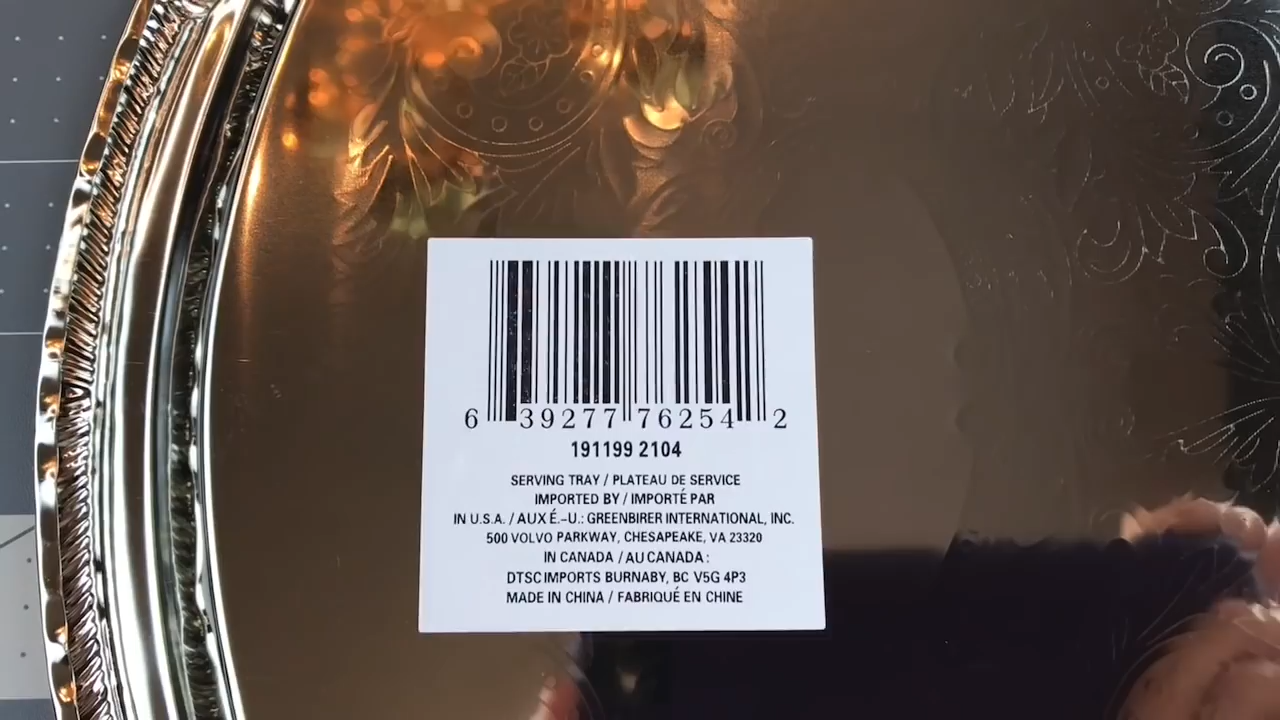 6 39277 76254 2
191199 2104
SERVING TRAY / PLATEAU DE SERVICE
IMPORTED BY / IMPORTÉ PAR
IN U.S.A. / AUX É.-U.: GREENBIRER INTERNATIONAL, INC.
500 VOLVO PARKWAY, CHESAPEAKE, VA 23320
IN CANADA / AU CANADA :
DTSC IMPORTS BURNABY, BC V5G 4P3
MADE IN CHINA / FABRIQUÉ EN CHINE